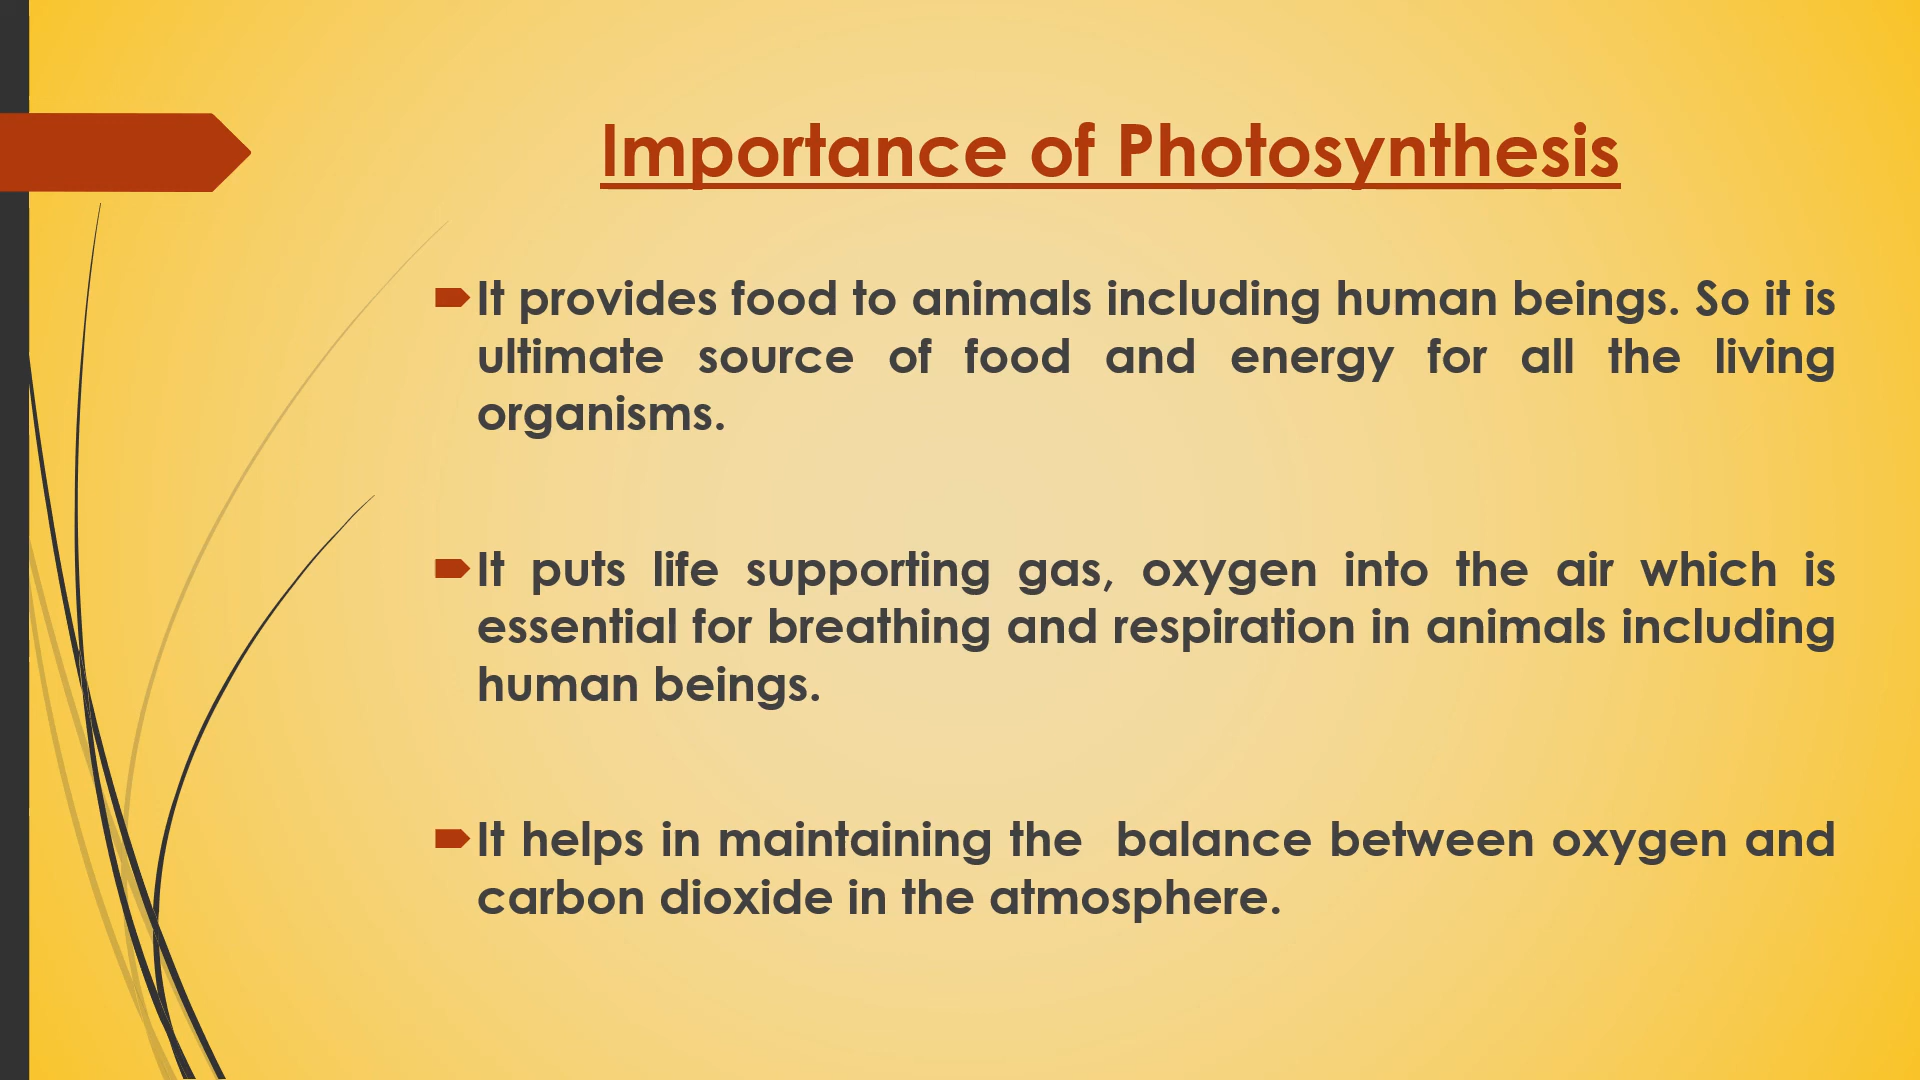 Importance of Photosynthesis
It provides food to animals including human beings. So it is
ultimate source of food and energy for all the living
organisms.
It puts life supporting gas, oxygen into the air which is
essential for breathing and respiration in animals including
human beings.
It helps in maintaining the  balance between oxygen and
carbon dioxide in the atmosphere.